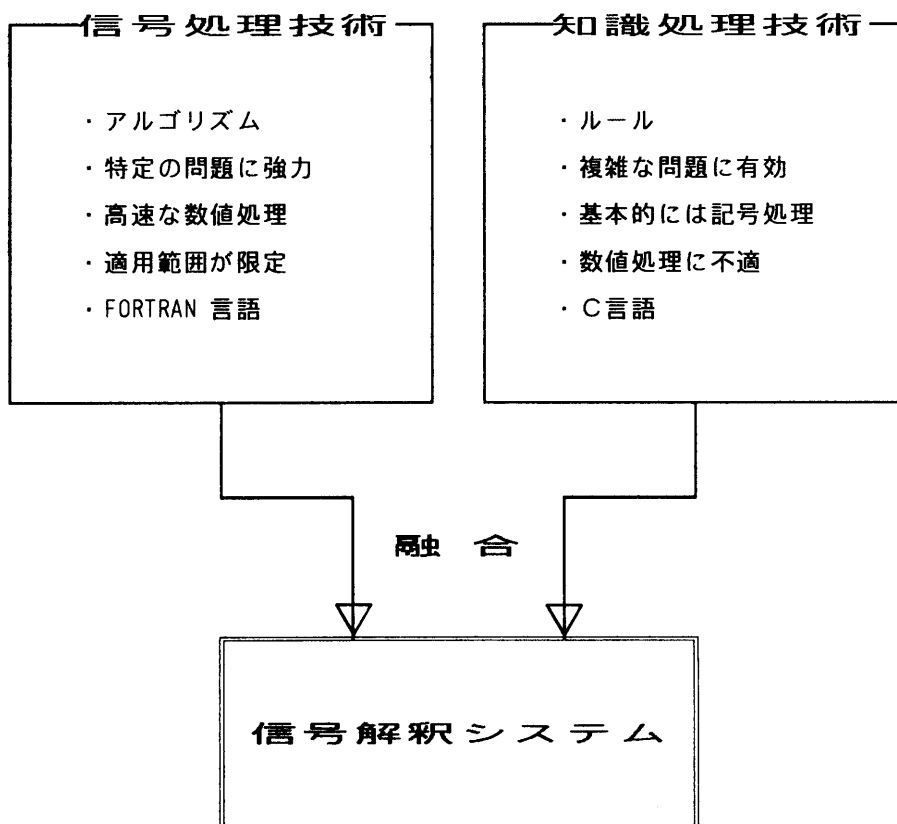 信号処理技術
・アルゴリズム
・特定の問題に強力
・高速な数値処理
・適用範囲が限定
・FORTRAN 言語
知識処理技術
・ルール
・複雑な問題に有効
・基本的には記号処理
・数値処理に不適
・C言語
融合
信号解釈システム